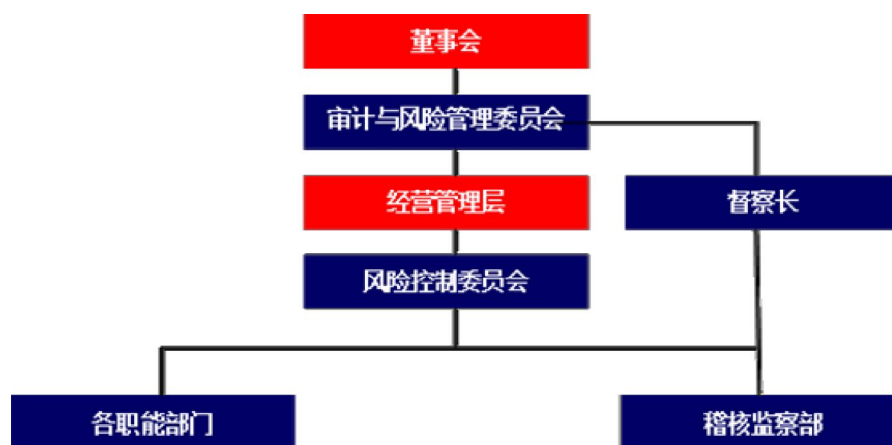 董事会
审计与风险管理委员会
经营管理层
督察长
风险控制委员会
各职能部门
稽核监察部